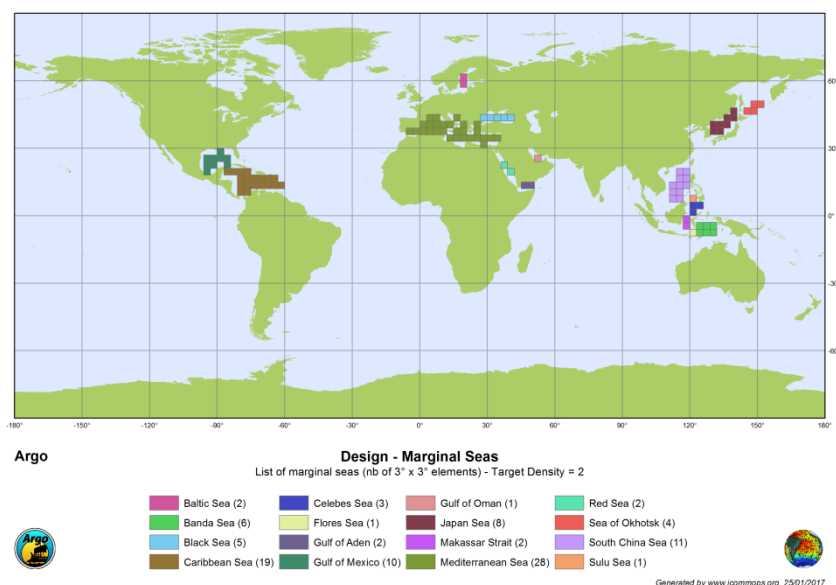 60
30
0°
-30
-60
-180° -150° -120° -90° -60° -30° 0° 30° 60° 90° 120° 150° 180°
Argo
Design - Marginal Seas
List of marginal seas (nb of 3° x 3° elements) - Target Density = 2
Baltic Sea (2) Celebes Sea (3) Gulf of Oman (1) Red Sea (2)
Banda Sea (6) Flores Sea (1) Japan Sea (8) Sea of Okhotsk (4)
Black Sea (5) Gulf of Aden (2) Makassar Strait (2) South China Sea (11)
Caribbean Sea (19) Gulf of Mexico (10) Mediterranean Sea (28) Sulu Sea (1)
Argo
Generated by www.jcommops.org, 25/01/2017